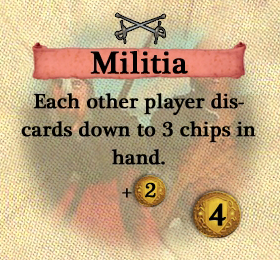 Militia
Each other player dis-
cards down to 3 chips in
hand.
+ 2
4